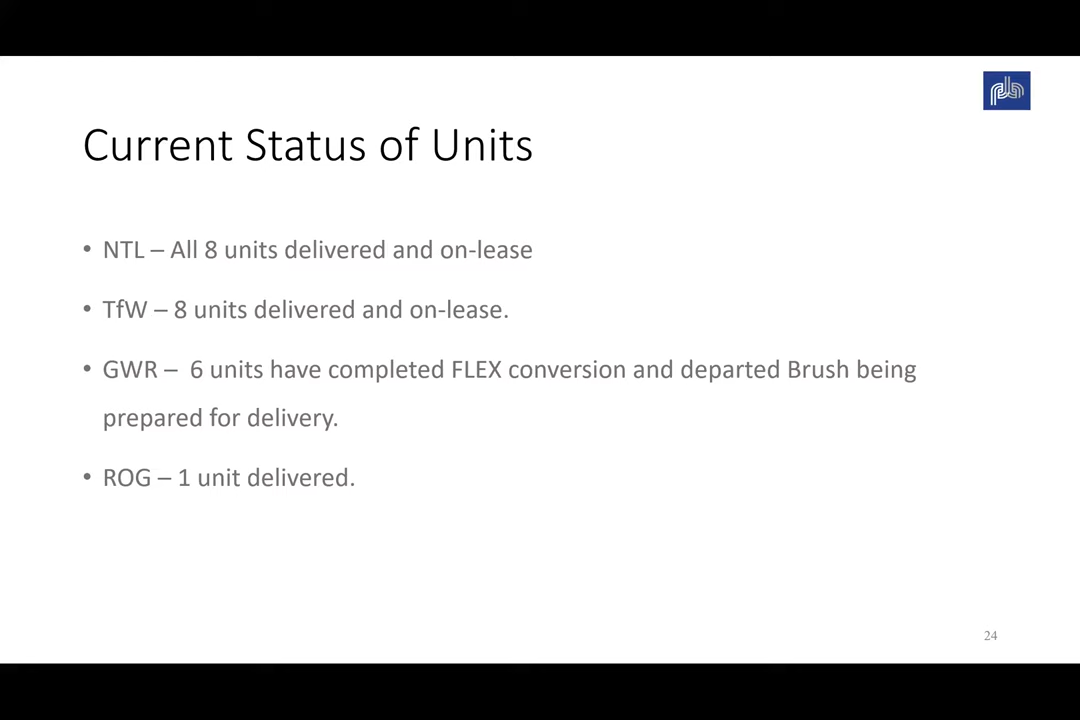 Current Status of Units
• NTL – All 8 units delivered and on-lease
• TfW – 8 units delivered and on-lease.
• GWR –  6 units have completed FLEX conversion and departed Brush being
prepared for delivery.
• ROG – 1 unit delivered.
24